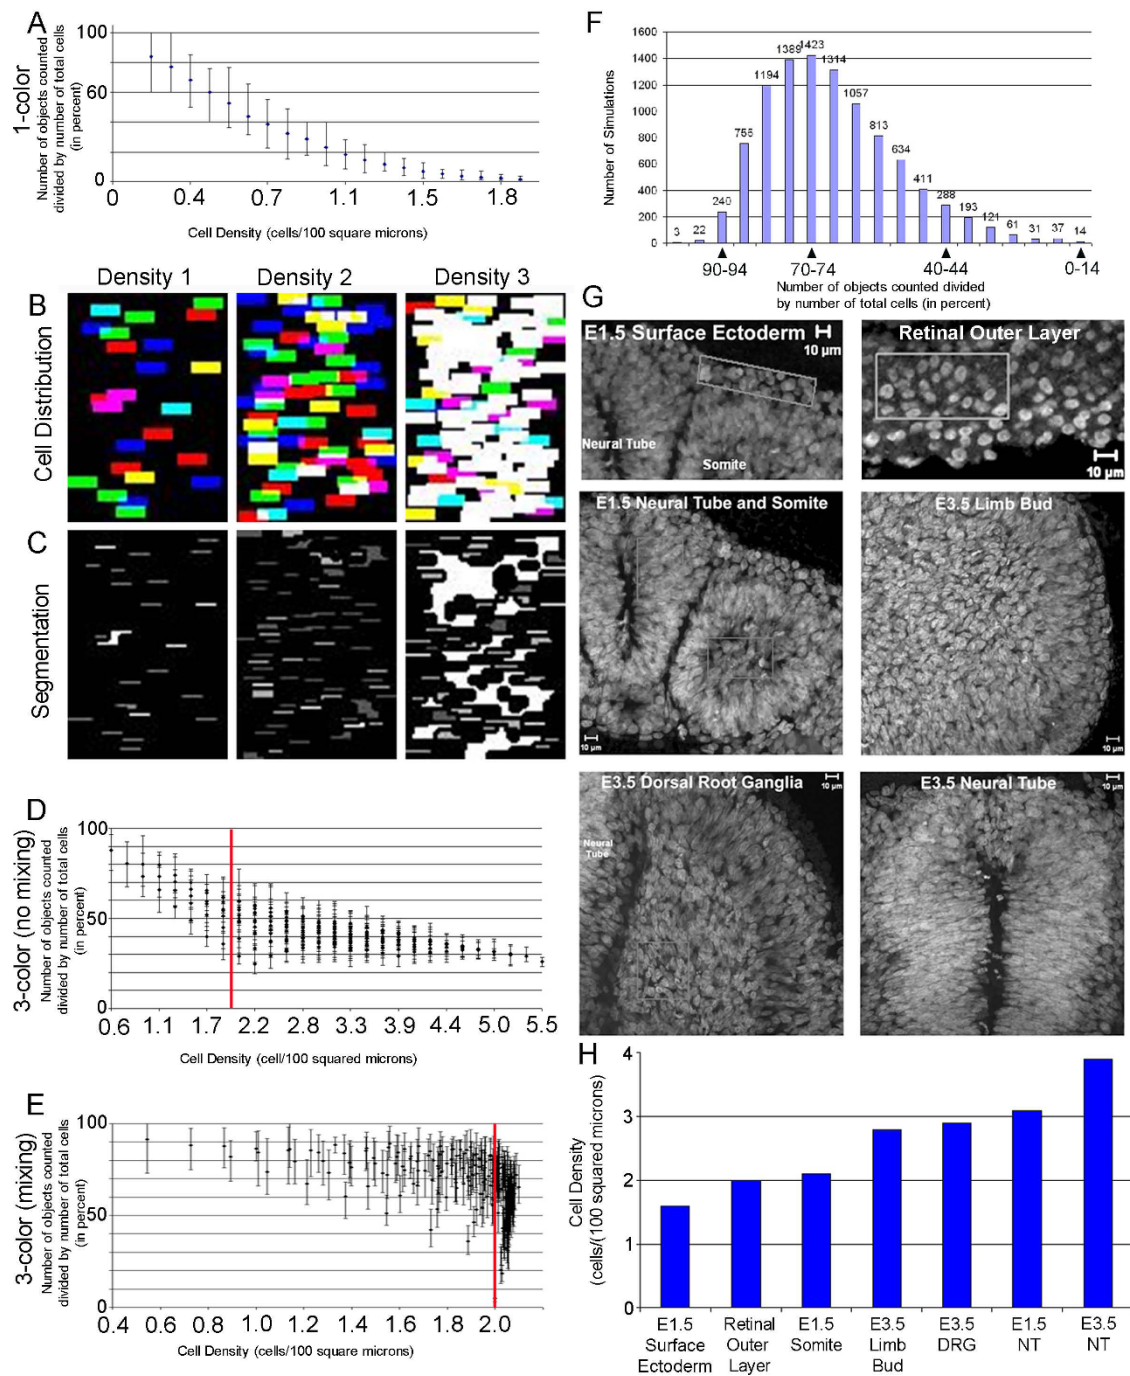 A
1-color
Number of objects counted
divided by number of total cells
(in percent)
100
60
0
0
0.4
0.7
1.1
1.5
1.8
Cell Density (cells/100 square microns)
Density 1
Density 2
Density 3
B
Cell Distribution
C
Segmentation
D
3-color (no mixing)
Number of objects counted
divided by number of total cells
(in percent)
100
50
0
0.6
1.1
1.7
2.2
2.8
3.3
3.9
4.4
5.0
5.5
Cell Density (cell/100 squared microns)
E
3-color (mixing)
Number of objects counted
divided by number of total cells
(in percent)
100
50
0
0.4
0.6
0.8
1.0
1.2
1.4
1.6
1.8
2.0
Cell Density (cells/100 square microns)
F
Number of Simulations
1600
1400
1200
1000
800
600
400
200
0
3
22
240
755
1194
1389
1423
1314
1057
813
634
411
288
193
121
61
31
37
14
90-94
70-74
40-44
0-14
Number of objects counted divided
by number of total cells (in percent)
G
E1.5 Surface Ectoderm
10 µm
Neural Tube
Somite
Retinal Outer Layer
10 µm
E1.5 Neural Tube and Somite
10 µm
E3.5 Limb Bud
10 µm
E3.5 Dorsal Root Ganglia
10 µm
Neural
Tube
E3.5 Neural Tube
10 µm
H
Cell Density
(cells/(100 squared microns)
4
3
2
1
0
E1.5
Surface
Ectoderm
Retinal
Outer
Layer
E1.5
Somite
E3.5
Limb
Bud
E3.5
DRG
E1.5
NT
E3.5
NT